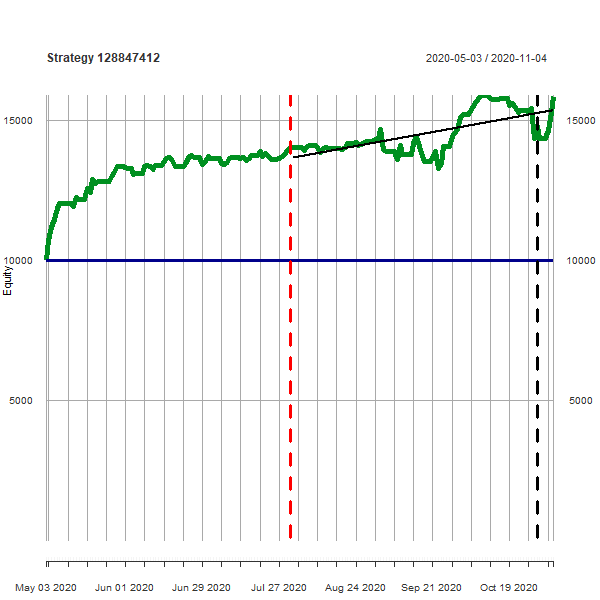 Strategy 128847412
2020-05-03 / 2020-11-04
15000
15000
10000
10000
Equity
5000
5000
May 03 2020
Jun 01 2020
Jun 29 2020
Jul 27 2020
Aug 24 2020
Sep 21 2020
Oct 19 2020